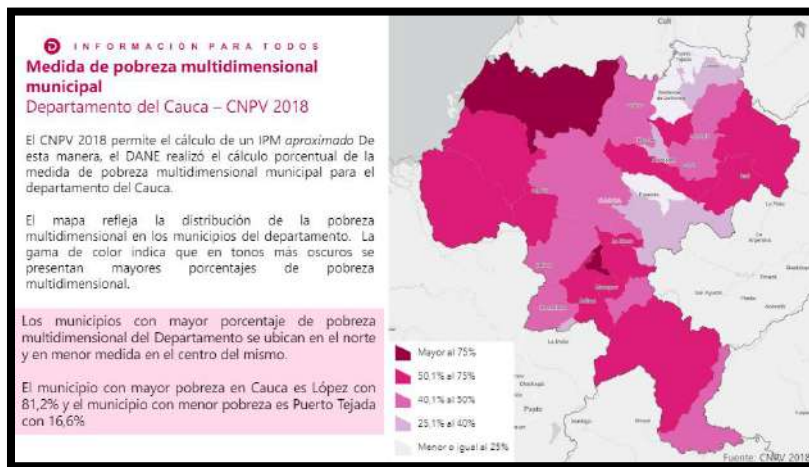 INFORMACIÓN PARA TODOS
Medida de pobreza multidimensional
municipal
Departamento del Cauca – CNPV 2018
El CNPV 2018 permite el cálculo de un IPM aproximado De
esta manera, el DANE realizó el cálculo porcentual de la
medida de pobreza multidimensional municipal para el
departamento del Cauca.
El mapa refleja la distribución de la pobreza
multidimensional en los municipios del departamento. La
gama de color indica que en tonos más oscuros se
presentan mayores porcentajes de pobreza
multidimensional.
Los municipios con mayor porcentaje de pobreza
multidimensional del Departamento se ubican en el norte
y en menor medida en el centro del mismo.
El municipio con mayor pobreza en Cauca es López con
81,2% y el municipio con menor pobreza es Puerto Tejada
con 16,6%
Cali
La Plata
San Agustín
Pasto
Mayor al 75%
50,1% al 75%
40,1% al 50%
25,1% al 40%
Menor o igual al 25%
Fuente: CNPV 2018